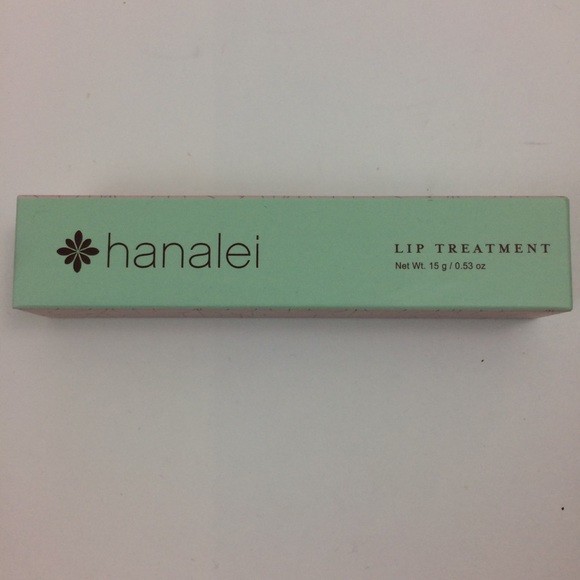 hanalei
LIP TREATMENT
Net Wt. 15 g / 0.53 oz